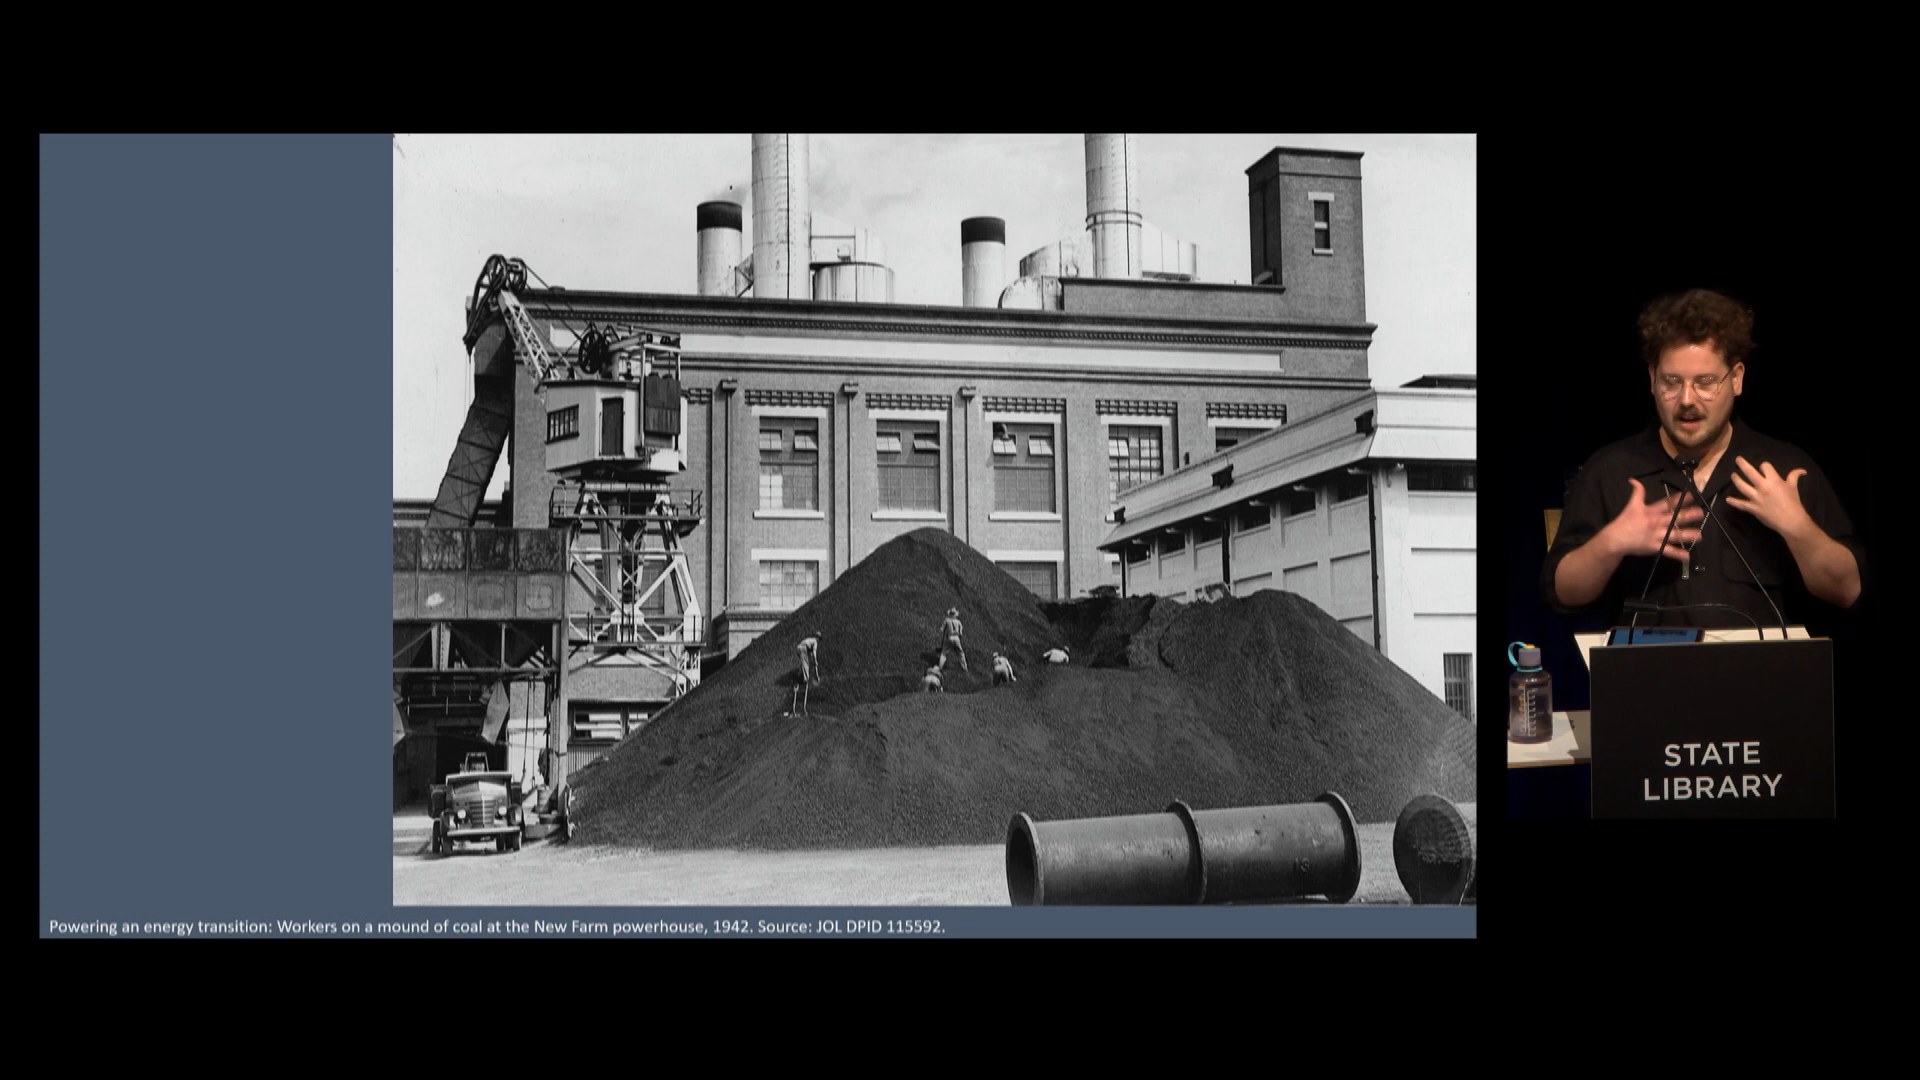 Powering an energy transition: Workers on a mound of coal at the New Farm powerhouse, 1942. Source: JOL DPID 115592.
STATE
LIBRARY